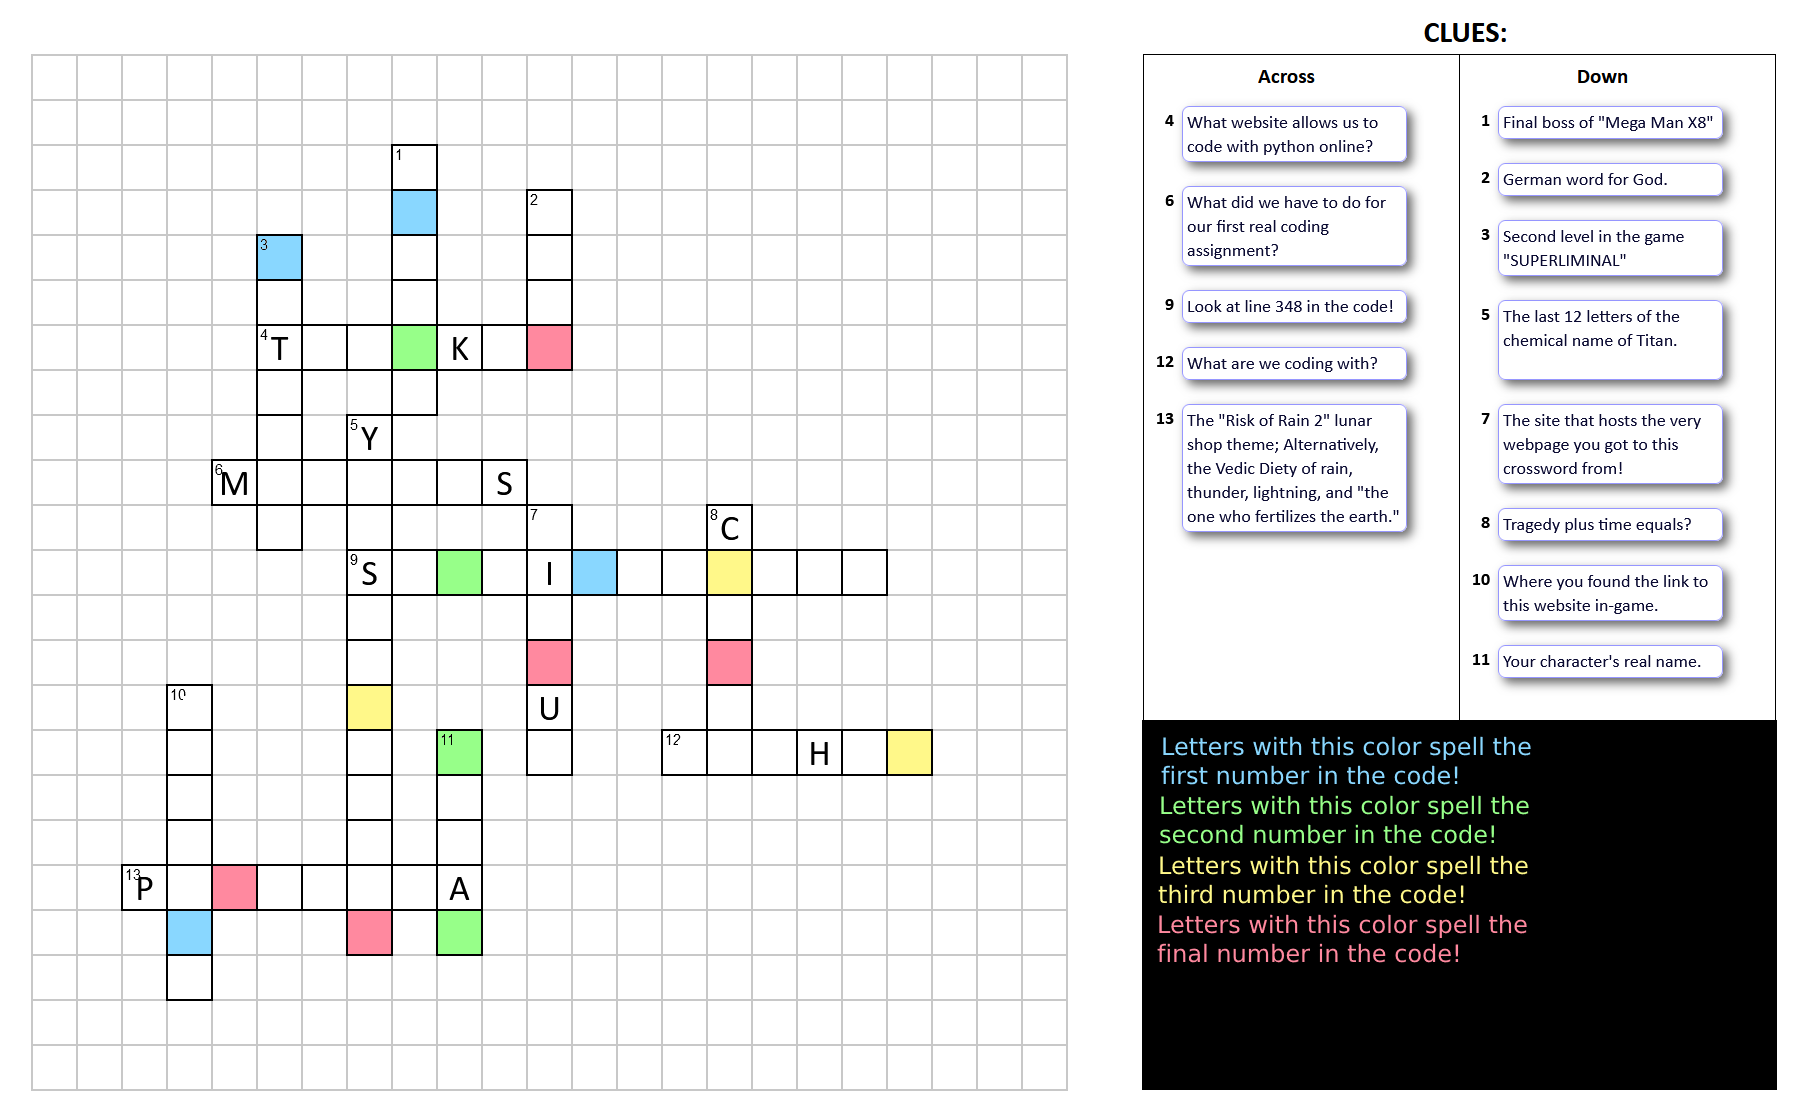 CLUES:
Across
4 What website allows us to
code with python online?
6 What did we have to do for
our first real coding
assignment?
9 Look at line 348 in the code!
12 What are we coding with?
13 The "Risk of Rain 2" lunar
shop theme; Alternatively,
the Vedic Diety of rain,
thunder, lightning, and "the
one who fertilizes the earth."
Down
1 Final boss of "Mega Man X8"
2 German word for God.
3 Second level in the game
"SUPERLIMINAL"
5 The last 12 letters of the
chemical name of Titan.
7 The site that hosts the very
webpage you got to this
crossword from!
8 Tragedy plus time equals?
10 Where you found the link to
this website in-game.
11 Your character's real name.
1
2
3
4 T K
5 Y
6 M S
7 8 C
9 S I
10 U
11 12 H
13 P A
Letters with this color spell the
first number in the code!
Letters with this color spell the
second number in the code!
Letters with this color spell the
third number in the code!
Letters with this color spell the
final number in the code!